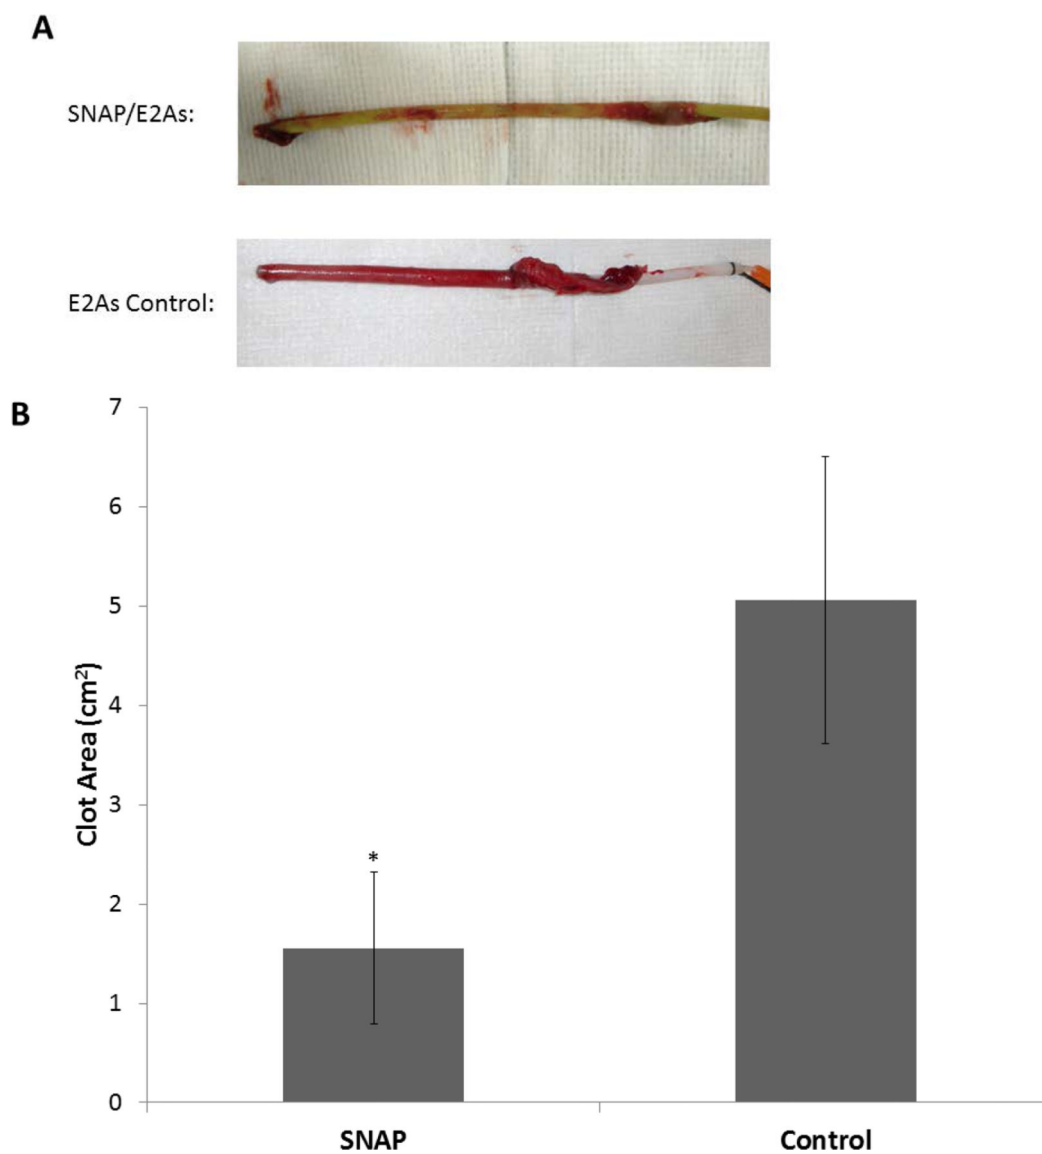 A
SNAP/E2As:
E2As Control:
B
7
6
5
4
3
2
1
0
Clot Area (cm²)
*
SNAP
Control